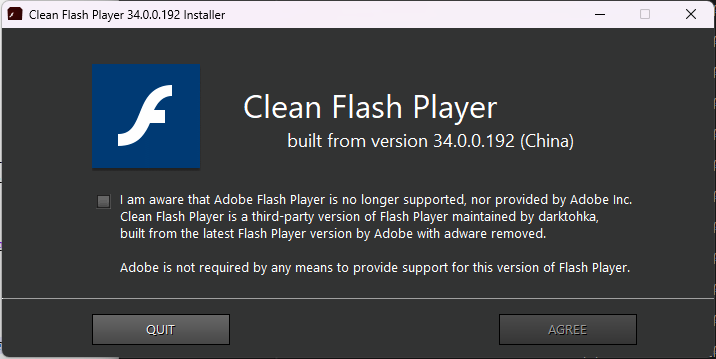 Clean Flash Player 34.0.0.192 Installer
Clean Flash Player
built from version 34.0.0.192 (China)
I am aware that Adobe Flash Player is no longer supported, nor provided by Adobe Inc.
Clean Flash Player is a third-party version of Flash Player maintained by darktohka,
built from the latest Flash Player version by Adobe with adware removed.
Adobe is not required by any means to provide support for this version of Flash Player.
QUIT
AGREE